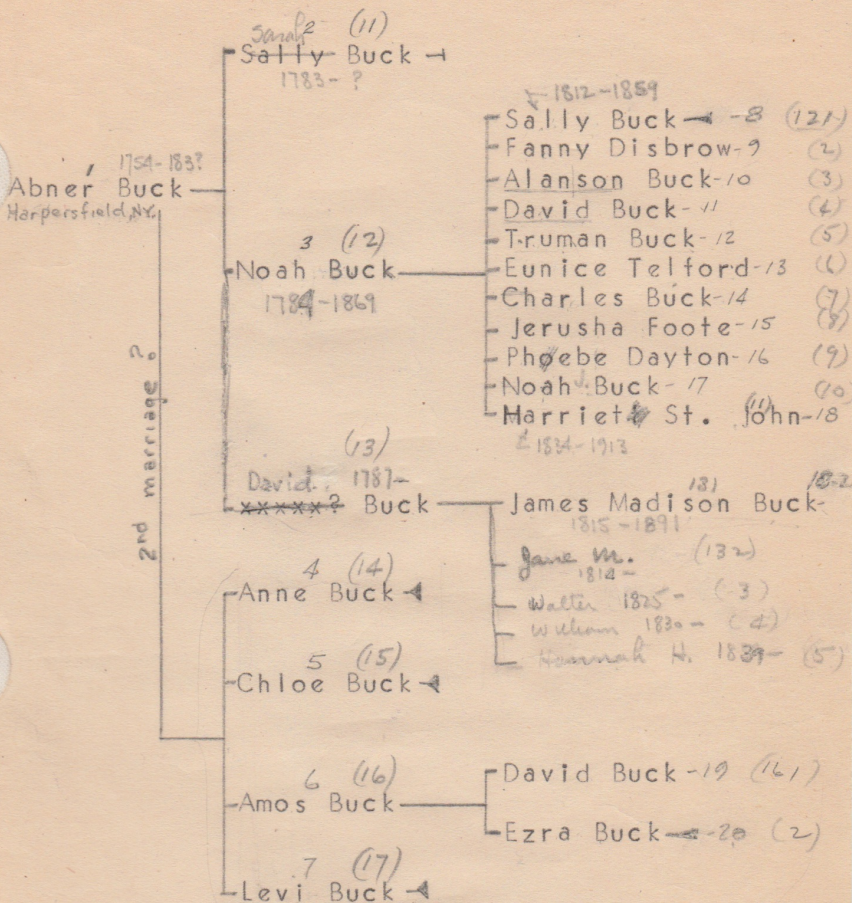 Sarah 2 (11)
Sally Buck
1783- ?
1812-1859
Sally Buck -8 (121)
Fanny Disbrow-9 (2)
1 1754-183?
Abner Buck
Alanson Buck-10 (3)
Harpersfield, NY.
David Buck-11 (4)
Truman Buck-12 (5)
3 (12)
Noah Buck
Eunice Telford-13 (6)
1784-1869
Charles Buck-14 (7)
Jerusha Foote-15 (8)
Phoebe Dayton-16 (9)
Noah J. Buck-17 (10)
Harriet St. John-18 (11)
1834-1913
2nd marriage?
(13)
David 1787-
xxxxx? Buck
131
James Madison Buck-
1815-1891
Jane M. (132)
1814-
Walter 1825- (-3)
William 1830- (-4)
Hannah H. 1839- (5)
4 (14)
Anne Buck
5 (15)
Chloe Buck
6 (16)
Amos Buck
David Buck-19 (161)
Ezra Buck -20 (2)
7 (17)
Levi Buck